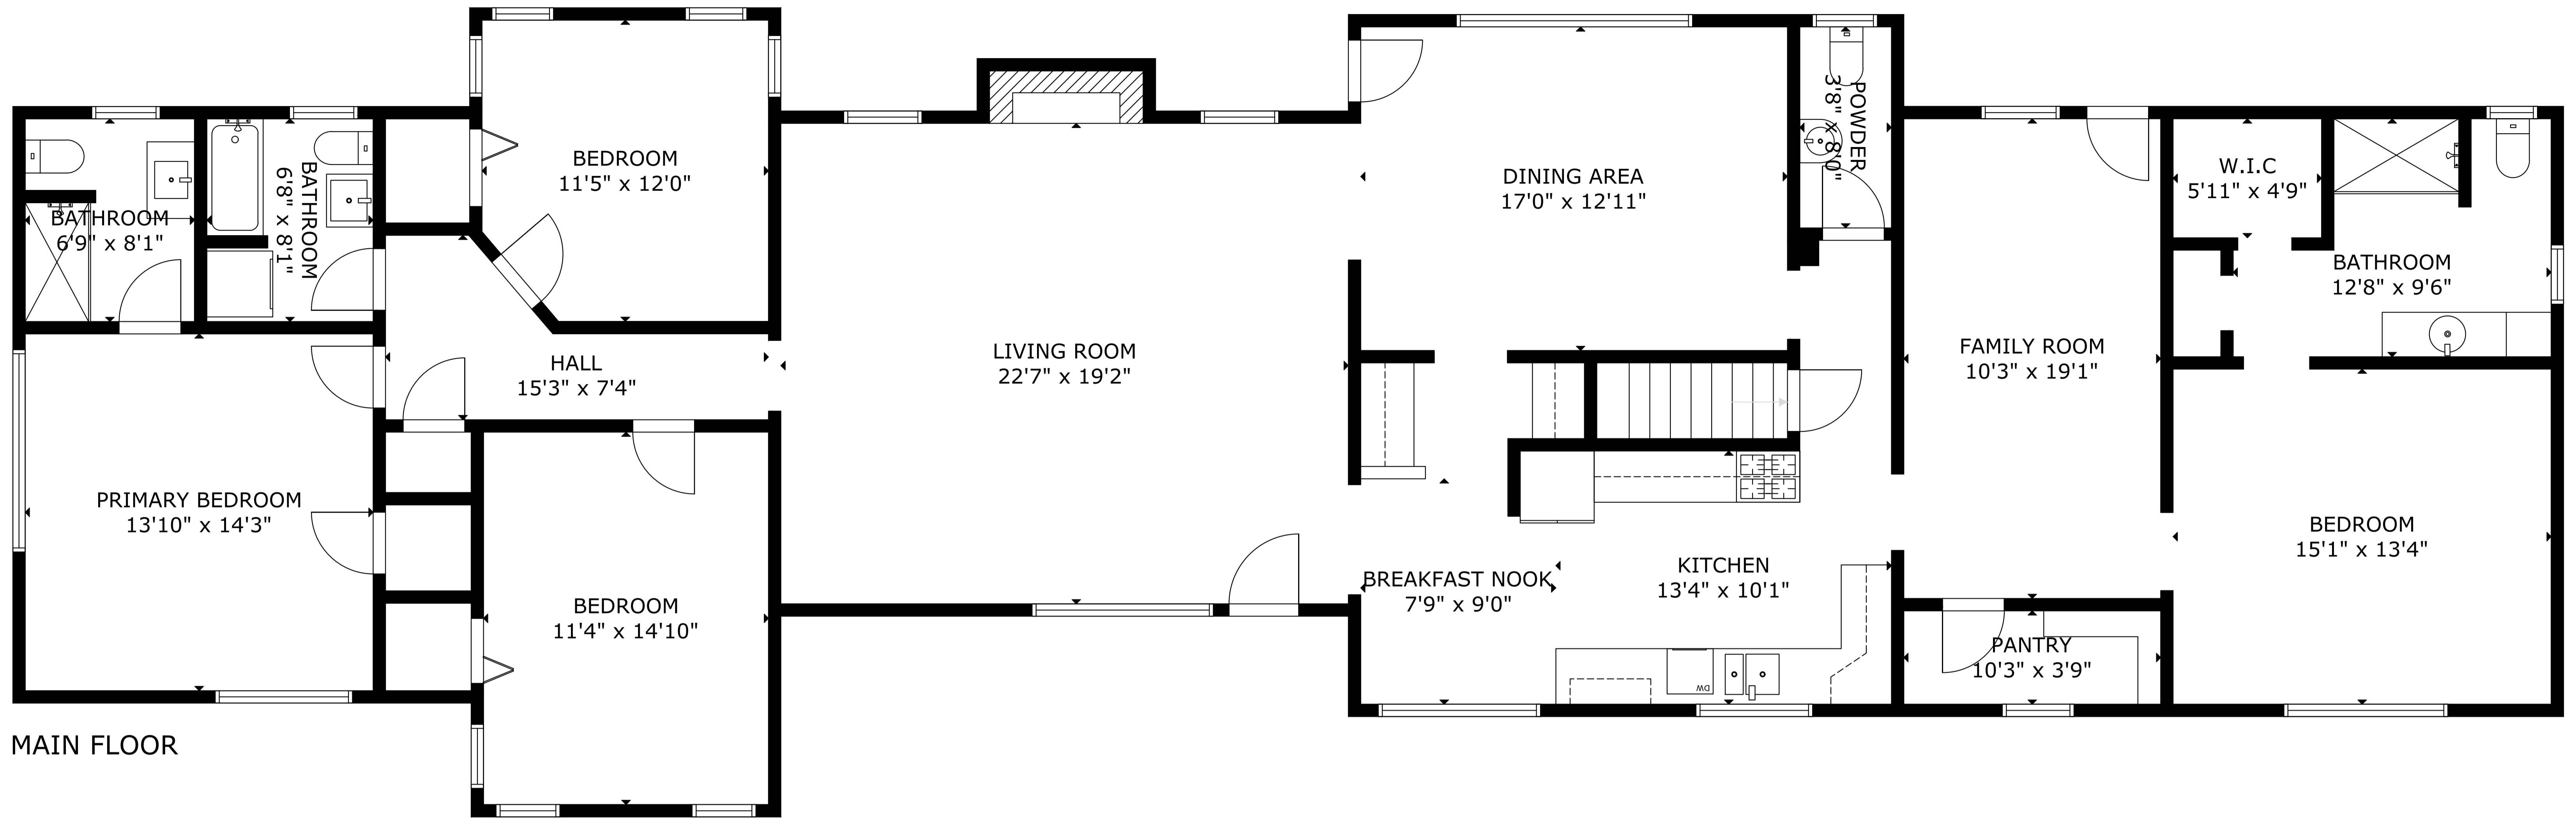 BEDROOM
11'5" x 12'0"
BATHROOM
6'9" x 8'1"
BATHROOM
6'8" x 8'1"
HALL
15'3" x 7'4"
PRIMARY BEDROOM
13'10" x 14'3"
BEDROOM
11'4" x 14'10"
LIVING ROOM
22'7" x 19'2"
DINING AREA
17'0" x 12'11"
POWDER
3'8" x 8'0"
BREAKFAST NOOK
7'9" x 9'0"
KITCHEN
13'4" x 10'1"
DW
FAMILY ROOM
10'3" x 19'1"
PANTRY
10'3" x 3'9"
W.I.C
5'11" x 4'9"
BATHROOM
12'8" x 9'6"
BEDROOM
15'1" x 13'4"
MAIN FLOOR